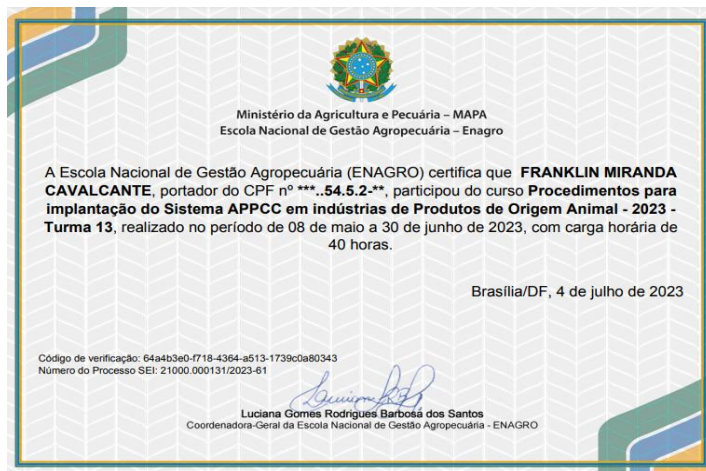 Ministério da Agricultura e Pecuária – MAPA
Escola Nacional de Gestão Agropecuária – Enagro
A Escola Nacional de Gestão Agropecuária (ENAGRO) certifica que FRANKLIN MIRANDA
CAVALCANTE, portador do CPF nº ***..54.5.2-**, participou do curso Procedimentos para
implantação do Sistema APPCC em indústrias de Produtos de Origem Animal - 2023 -
Turma 13, realizado no período de 08 de maio a 30 de junho de 2023, com carga horária de
40 horas.
Brasília/DF, 4 de julho de 2023
Código de verificação: 64a4b3e0-f718-4364-a513-1739c0a80343
Número do Processo SEI: 21000.000131/2023-61
Luciana Gomes Rodrigues Barbosa dos Santos
Coordenadora-Geral da Escola Nacional de Gestão Agropecuária - ENAGRO